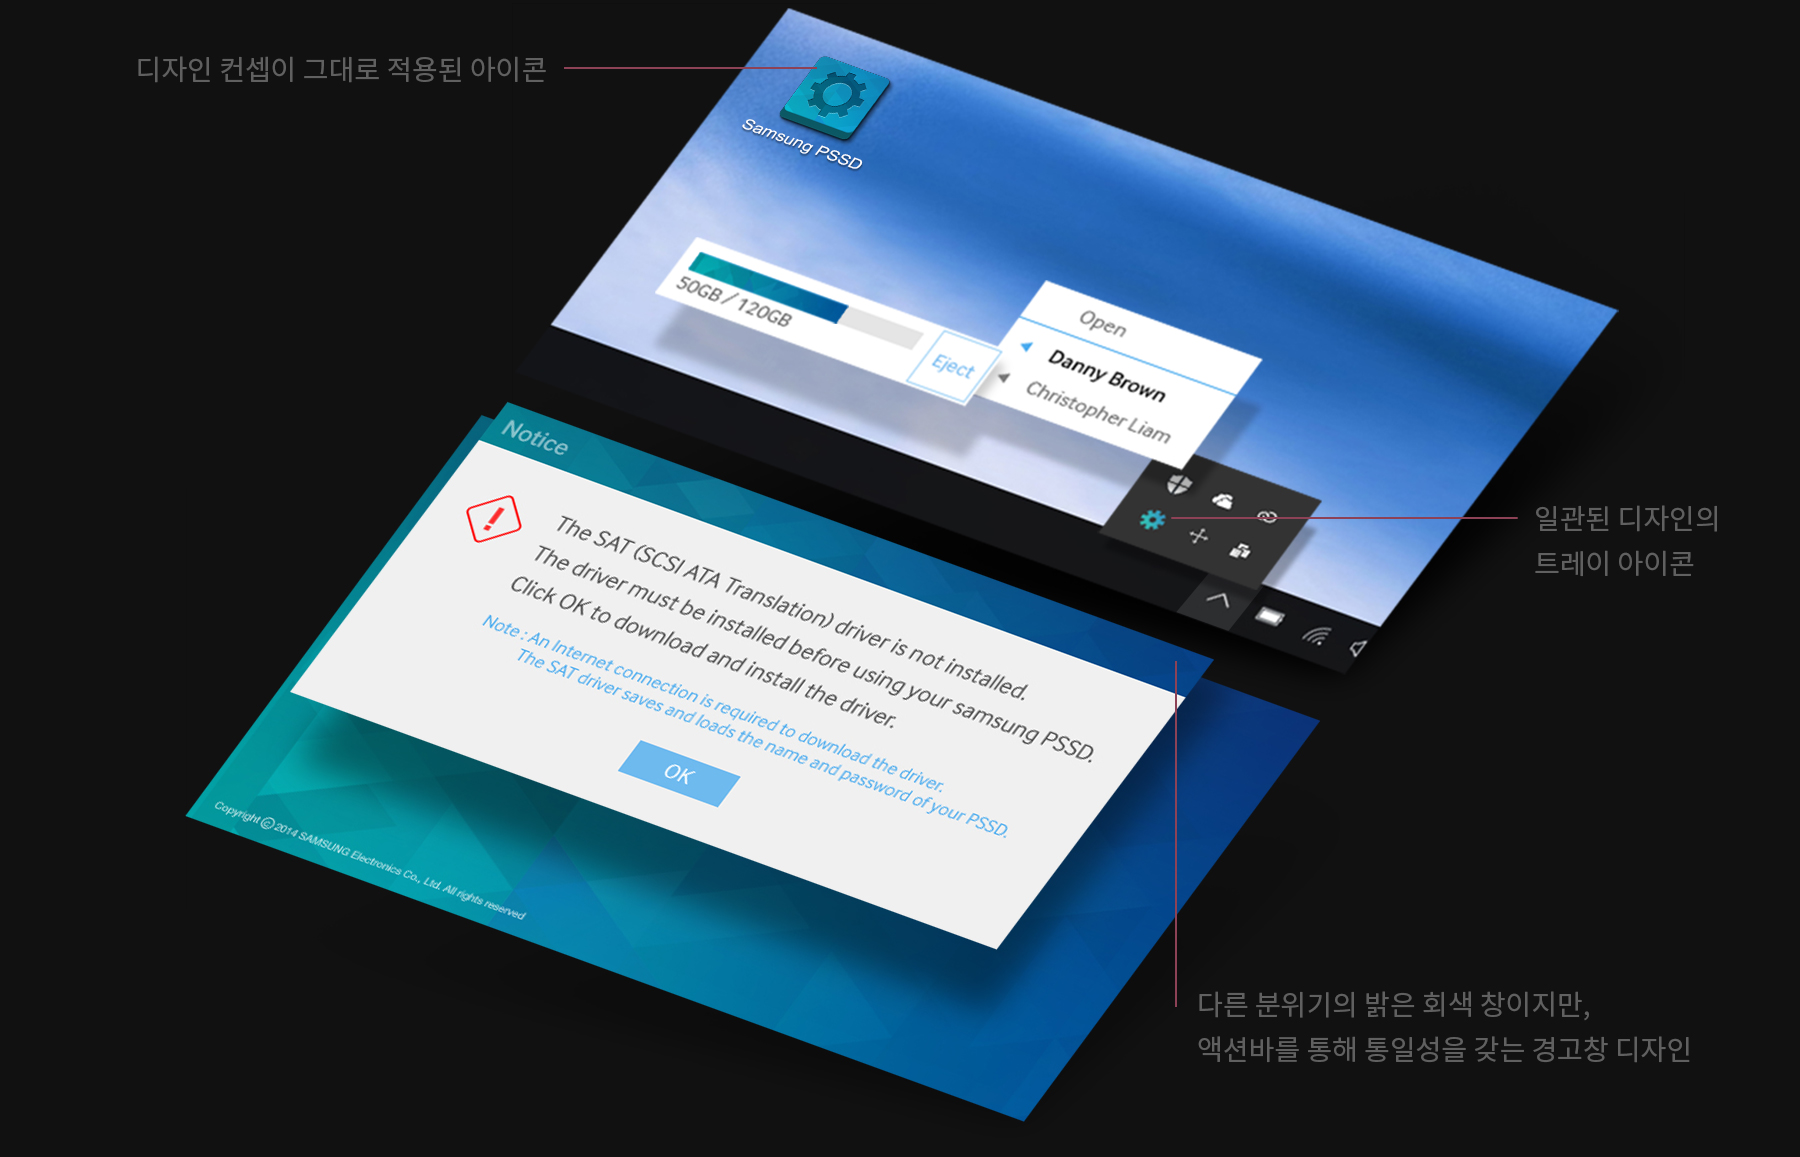 디자인 컨셉이 그대로 적용된 아이콘
Samsung PSSD
50GB / 120GB
Eject
Open
Danny Brown
Christopher Liam
일관된 디자인의
트레이 아이콘
Notice
The SAT (SCSI ATA Translation) driver is not installed.
The driver must be installed before using your samsung PSSD.
Click OK to download and install the driver.
Note : An Internet connection is required to download the driver.
The SAT driver saves and loads the name and password of your PSSD.
OK
Copyright ⓒ 2014 SAMSUNG Electronics Co., Ltd. All rights reserved
다른 분위기의 밝은 회색 창이지만,
액션바를 통해 통일성을 갖는 경고창 디자인